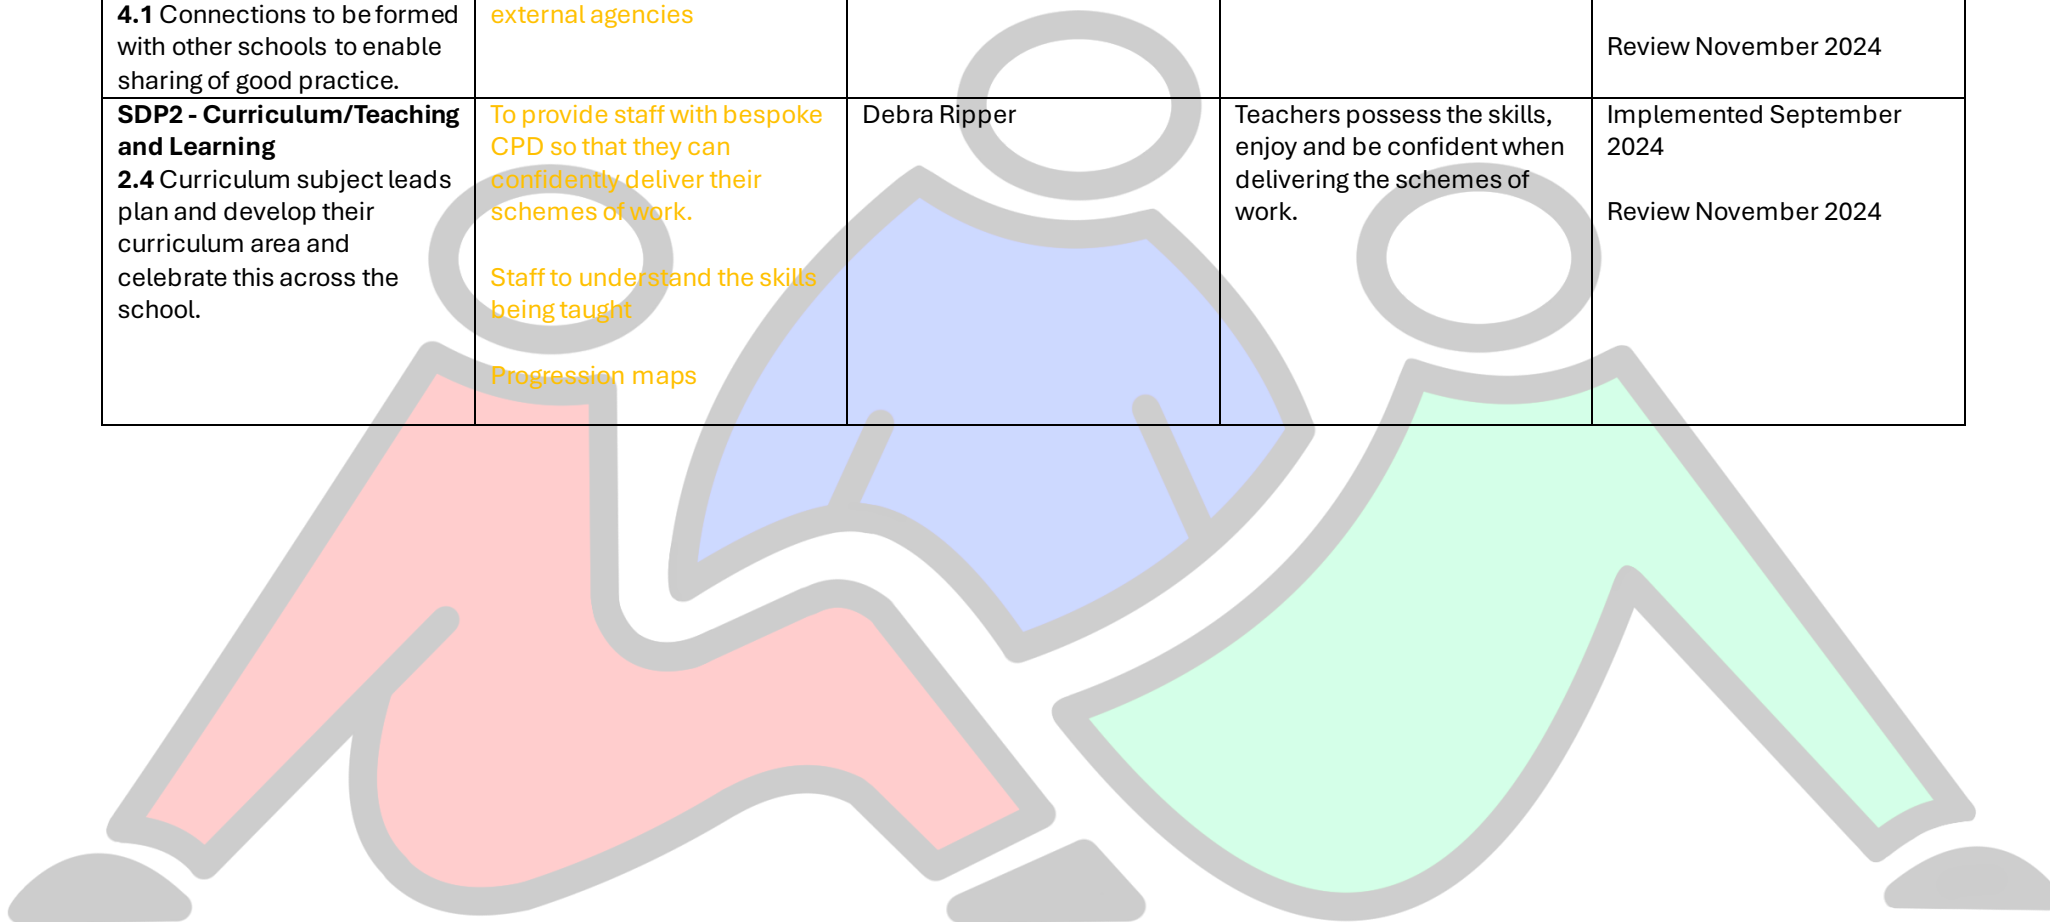 4.1 Connections to be formed
with other schools to enable
sharing of good practice.
external agencies
Review November 2024
SDP2 - Curriculum/Teaching
and Learning
2.4 Curriculum subject leads
plan and develop their
curriculum area and
celebrate this across the
school.
To provide staff with bespoke
CPD so that they can
confidently deliver their
schemes of work.
Staff to understand the skills
being taught
Progression maps
Debra Ripper
Teachers possess the skills,
enjoy and be confident when
delivering the schemes of
work.
Implemented September
2024
Review November 2024